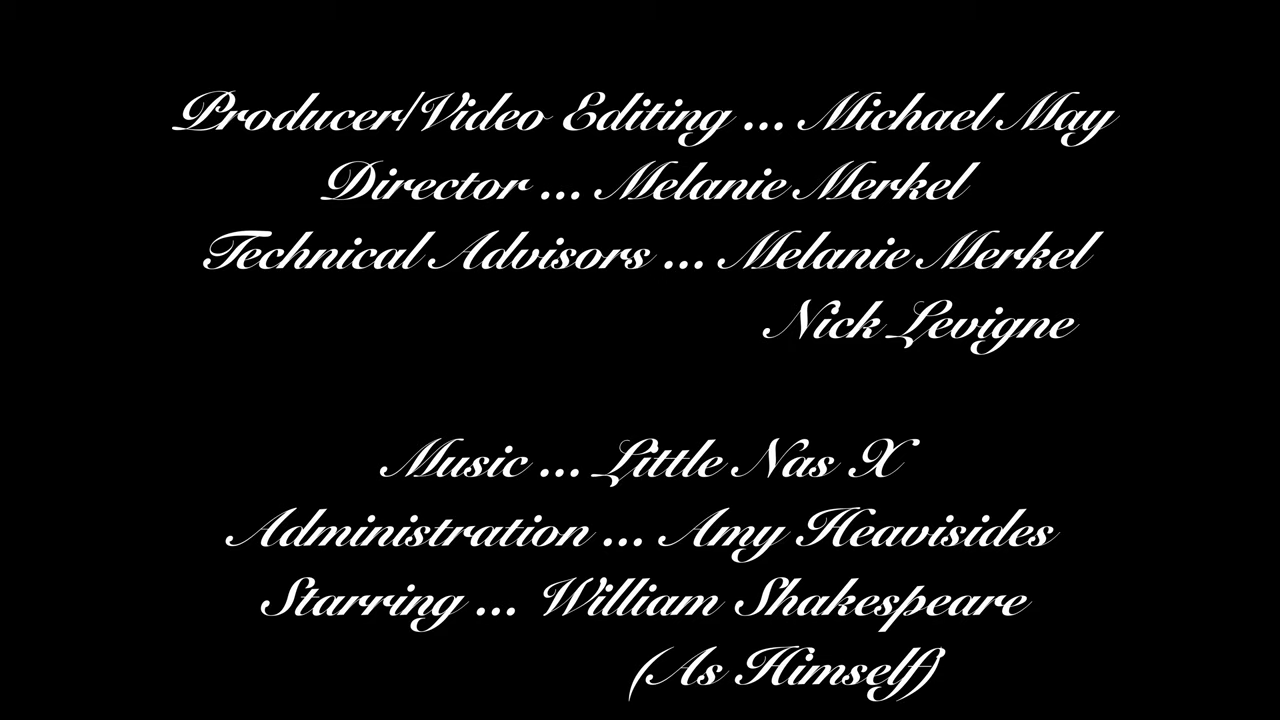 Producer/Video Editing ... Michael May
Director ... Melanie Merkel
Technical Advisors ... Melanie Merkel
Nick Levigne
Music ... Little Nas X
Administration ... Amy Heavisides
Starring ... William Shakespeare
(As Himself)